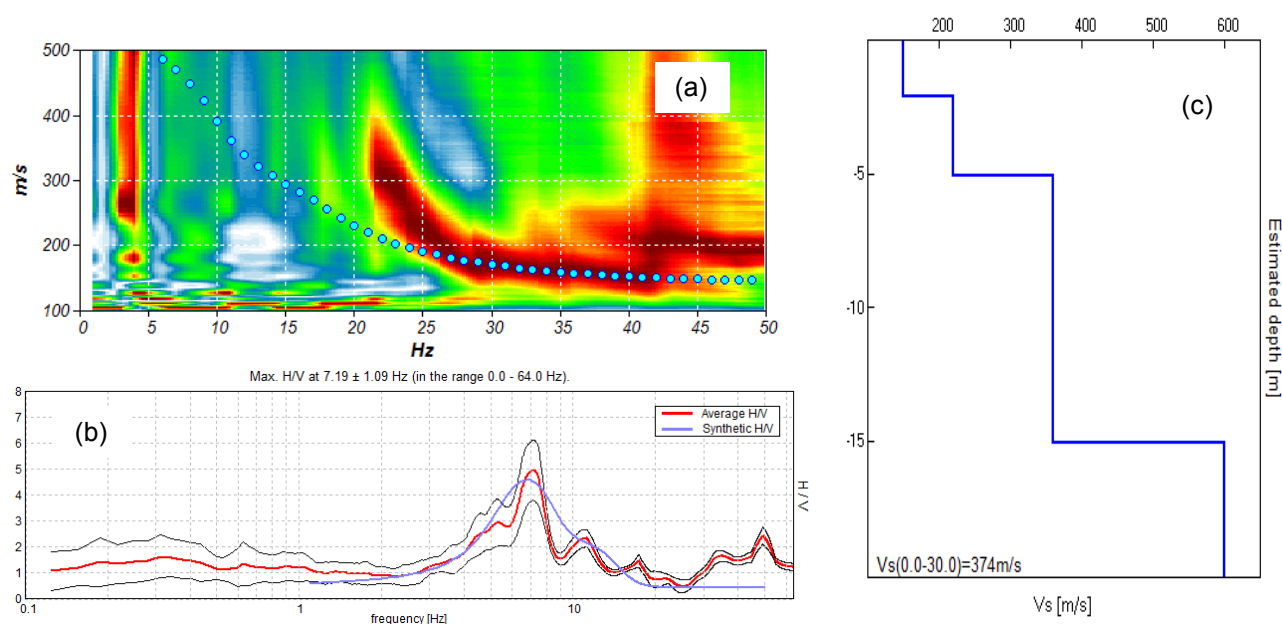 (a)
500
400
300
200
100
m/s
0 5 10 15 20 25 30 35 40 45 50
Hz
Max. H/V at 7.19 ± 1.09 Hz (in the range 0.0 - 64.0 Hz).
(b)
8
7
6
5
4
3
2
1
0
Average H/V
Synthetic H/V
H / V
0.1 1 10
frequency [Hz]
200 300 400 500 600
(c)
-5
-10
-15
Estimated depth [m]
Vs(0.0-30.0)=374m/s
Vs [m/s]